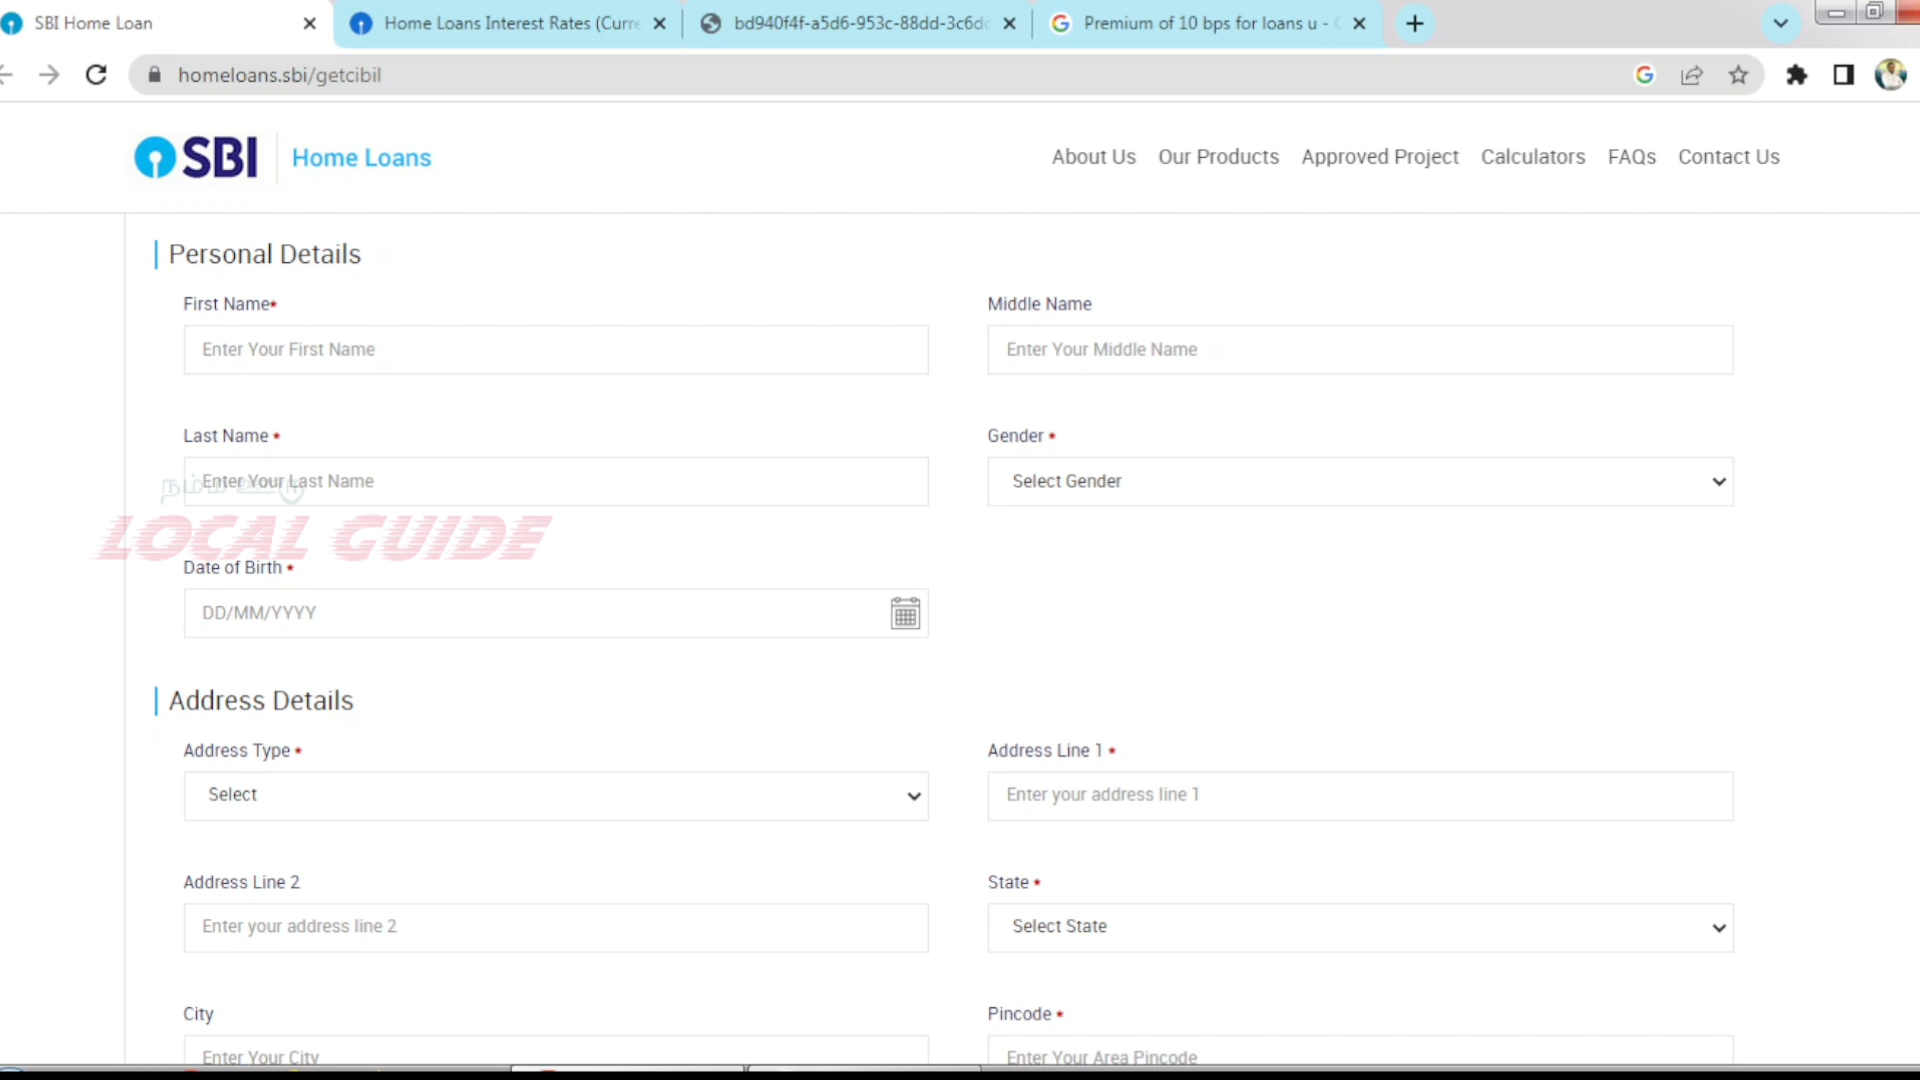 SBI Home Loan
Home Loans Interest Rates (Curre
bd940f4f-a5d6-953c-88dd-3c6dc
Premium of 10 bps for loans u -
homeloans.sbi/getcibil
SBI Home Loans
About Us Our Products Approved Project Calculators FAQs Contact Us
Personal Details
First Name*
Middle Name
Enter Your First Name
Enter Your Middle Name
Last Name *
Gender *
Enter Your Last Name
Select Gender
நம்ம ஊரு
LOCAL GUIDE
Date of Birth *
DD/MM/YYYY
Address Details
Address Type *
Address Line 1 *
Select
Enter your address line 1
Address Line 2
State *
Enter your address line 2
Select State
City
Pincode *
Enter Your City
Enter Your Area Pincode